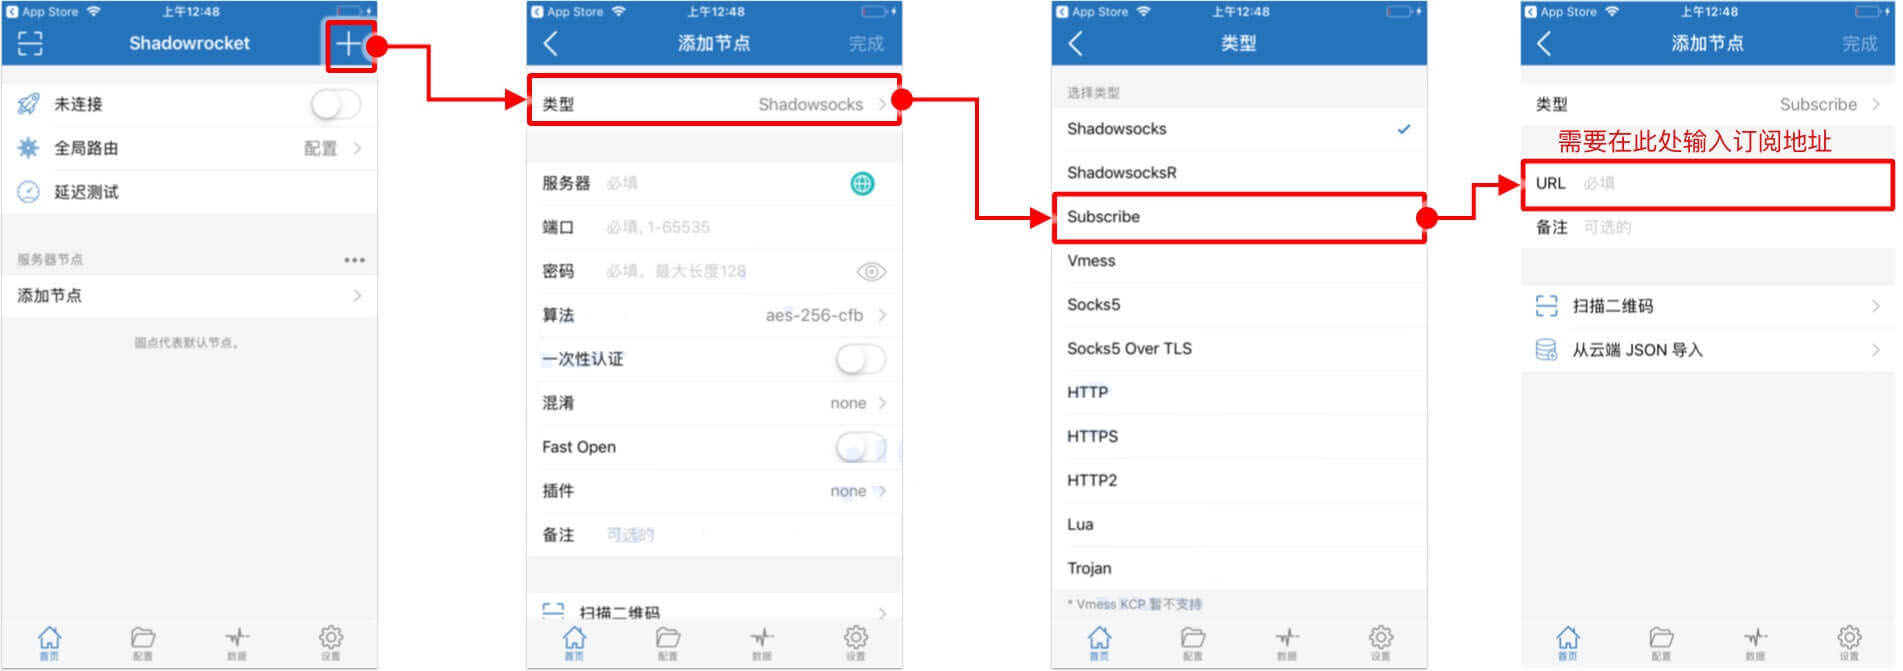 App Store
上午12:48
Shadowrocket
未连接
全局路由 配置
延迟测试
服务器节点
添加节点
圆点代表默认节点。
首页 配置 数据 设置
App Store
上午12:48
添加节点 完成
类型 Shadowsocks
服务器 必填
端口 必填, 1-65535
密码 必填，最大长度128
算法 aes-256-cfb
一次性认证
混淆 none
Fast Open
插件 none
备注 可选的
扫描二维码
首页 配置 数据 设置
App Store
上午12:48
类型
选择类型
Shadowsocks
ShadowsocksR
Subscribe
Vmess
Socks5
Socks5 Over TLS
HTTP
HTTPS
HTTP2
Lua
Trojan
* Vmess KCP 暂不支持
首页 配置 数据 设置
App Store
上午12:48
添加节点 完成
类型 Subscribe
需要在此处输入订阅地址
URL 必填
备注 可选的
扫描二维码
从云端 JSON 导入
首页 配置 数据 设置